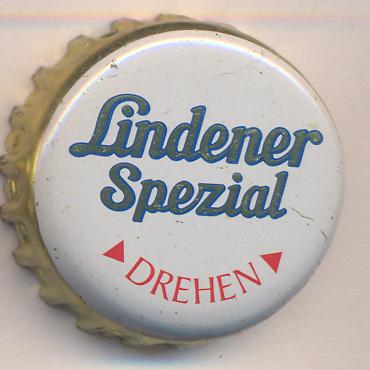 Lindener
Spezial
DREHEN